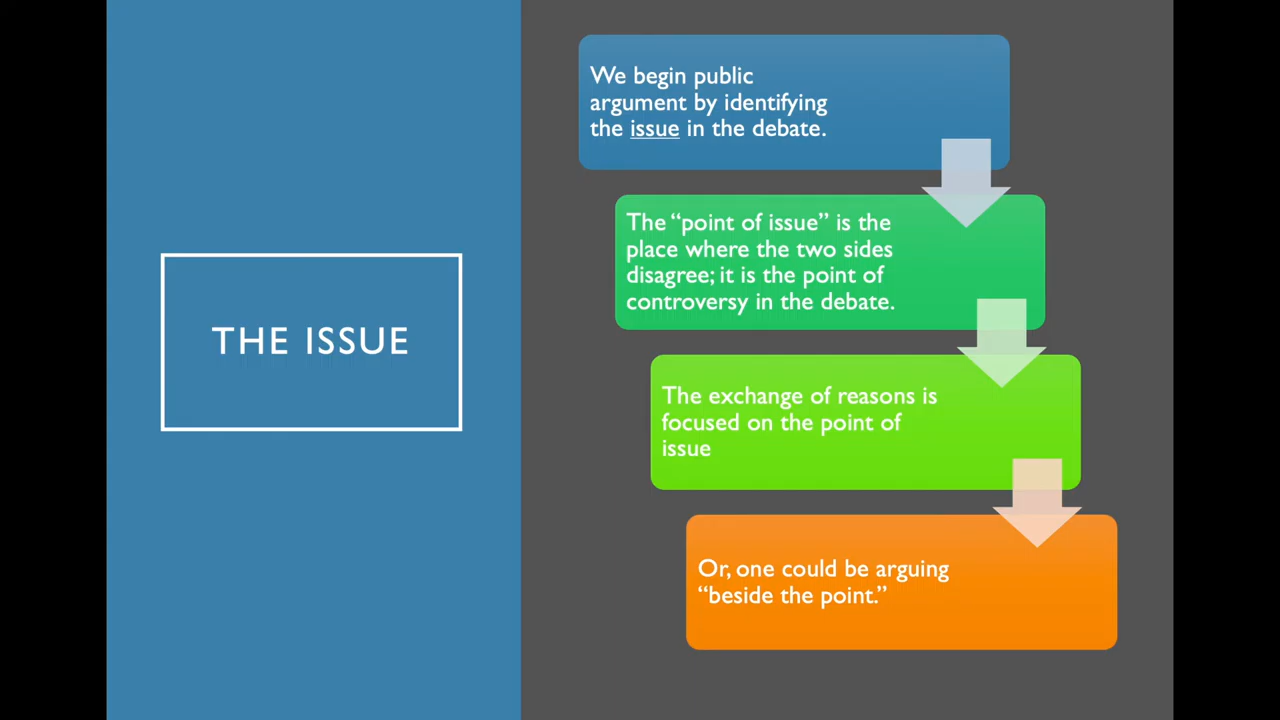 THE ISSUE
We begin public
argument by identifying
the issue in the debate.
The “point of issue” is the
place where the two sides
disagree; it is the point of
controversy in the debate.
The exchange of reasons is
focused on the point of
issue
Or, one could be arguing
“beside the point.”